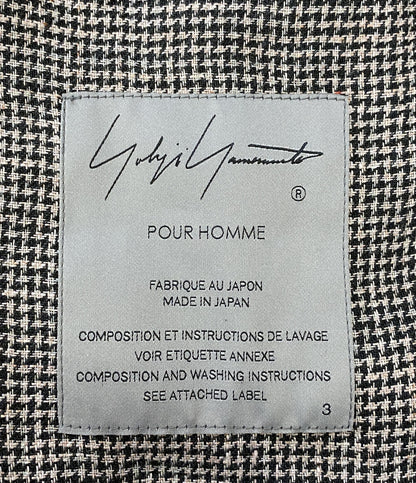 Yohji Yamamoto
®
POUR HOMME
FABRIQUE AU JAPON
MADE IN JAPAN
COMPOSITION ET INSTRUCTIONS DE LAVAGE
VOIR ETIQUETTE ANNEXE
COMPOSITION AND WASHING INSTRUCTIONS
SEE ATTACHED LABEL
3